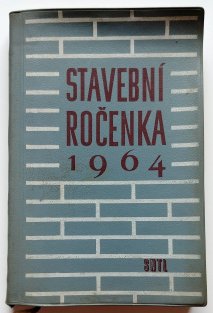 STAVEBNÍ
ROČENKA
1964
SNTL